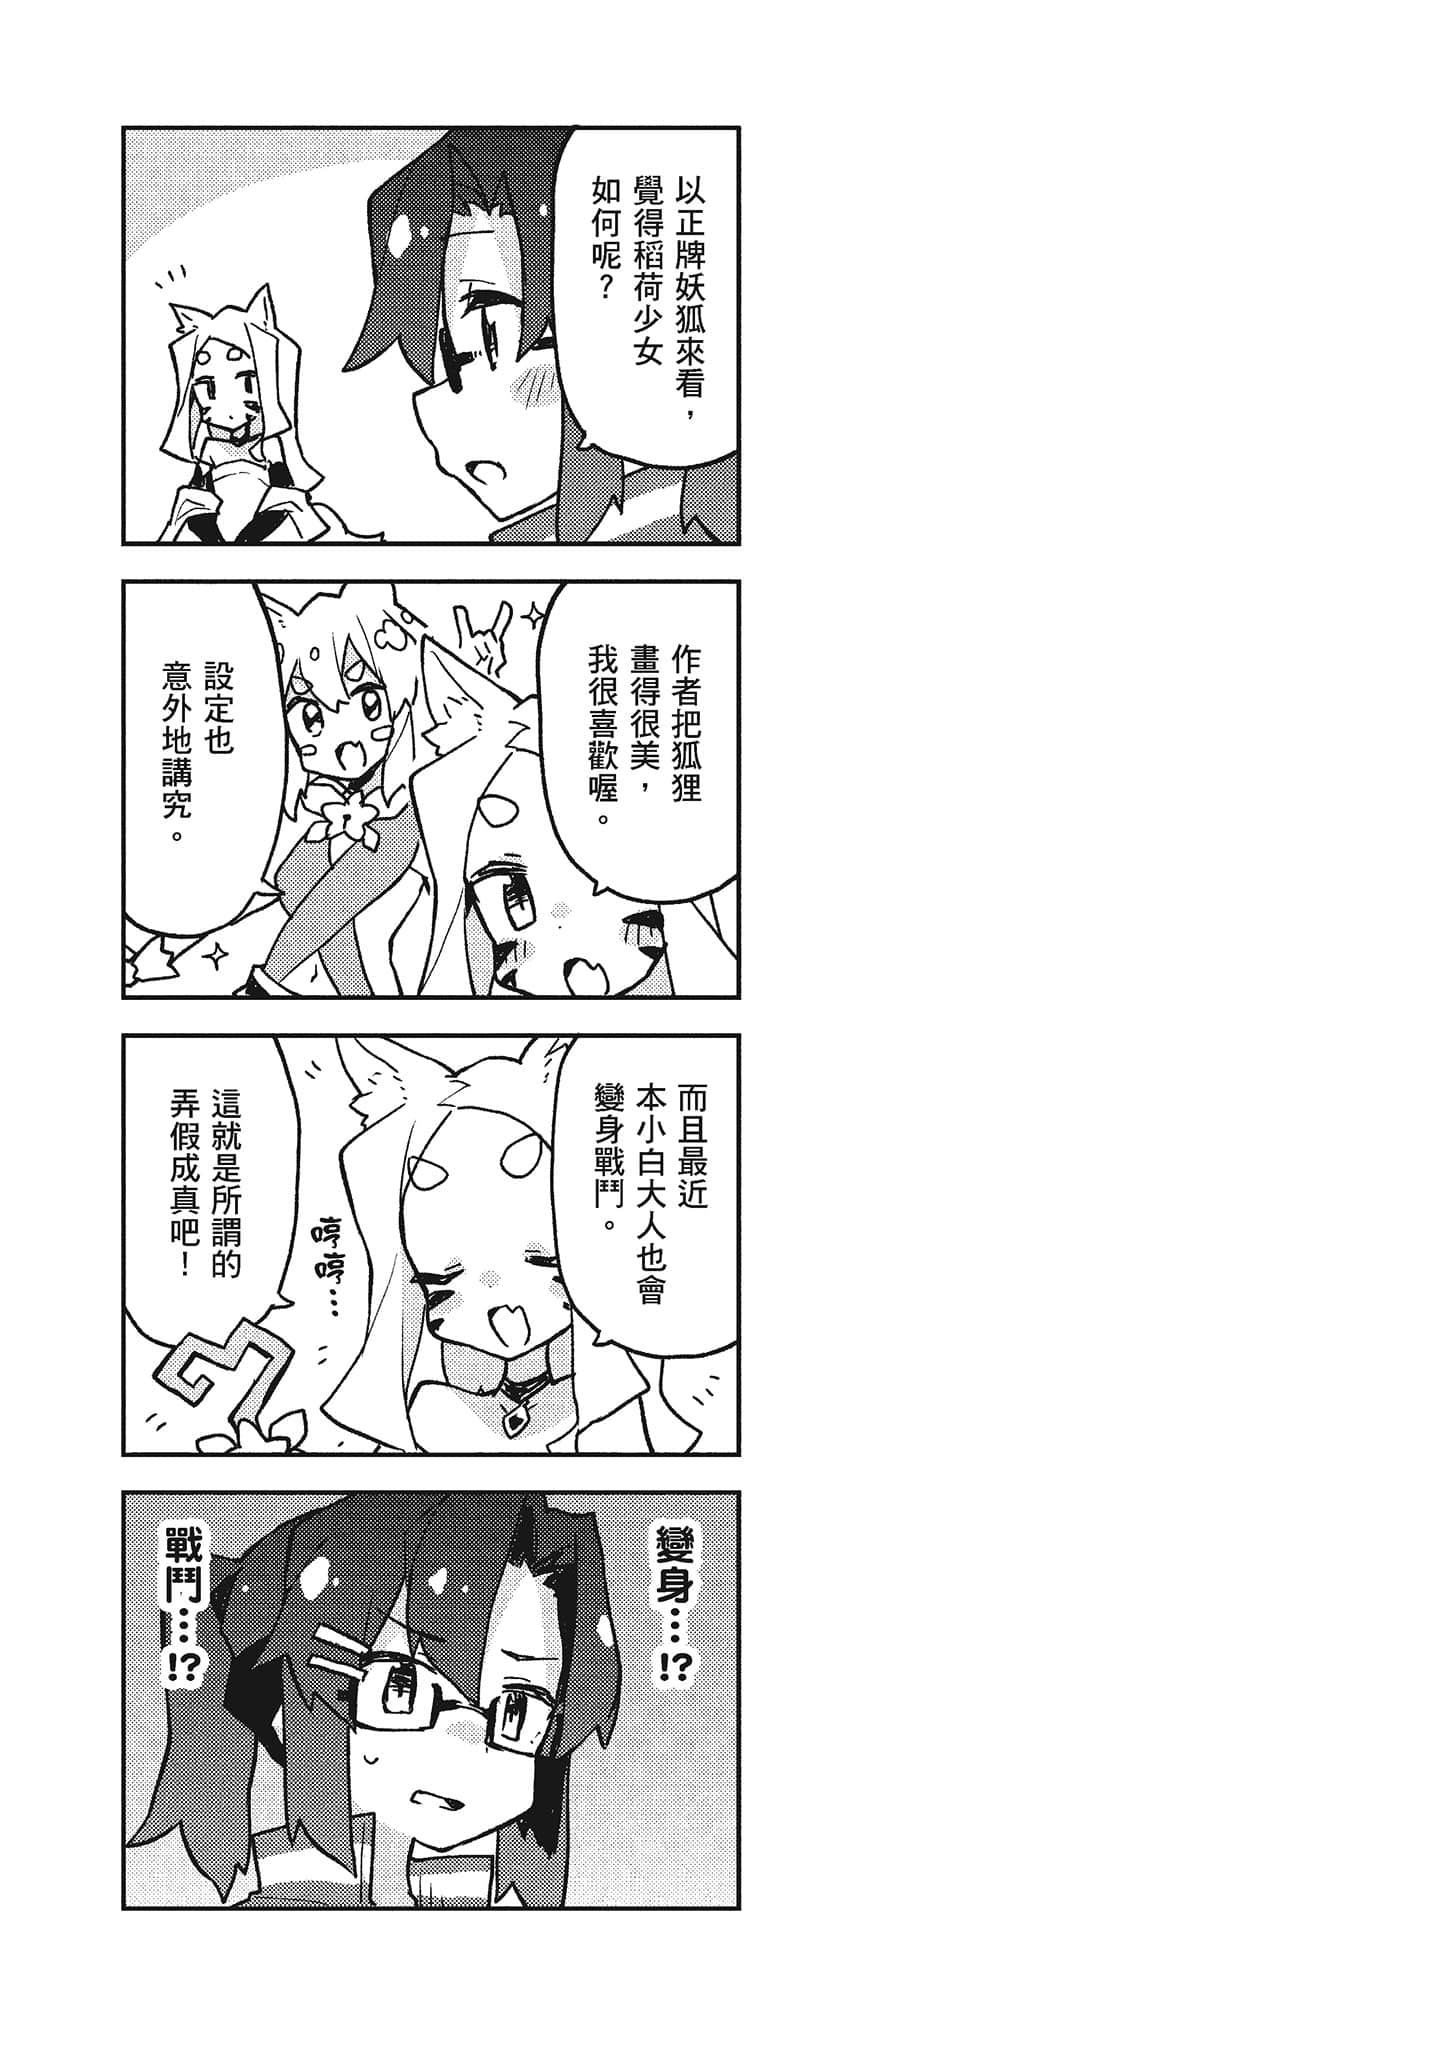 以正牌妖狐來看，
覺得稻荷少女
如何呢？
作者把狐狸
畫得很美，
我很喜歡喔。
設定也
意外地講究。
而且最近
本小白大人也會
變身戰鬥。
哼哼…
這就是所謂的
弄假成真吧！
變身…!?
戰鬥…!?